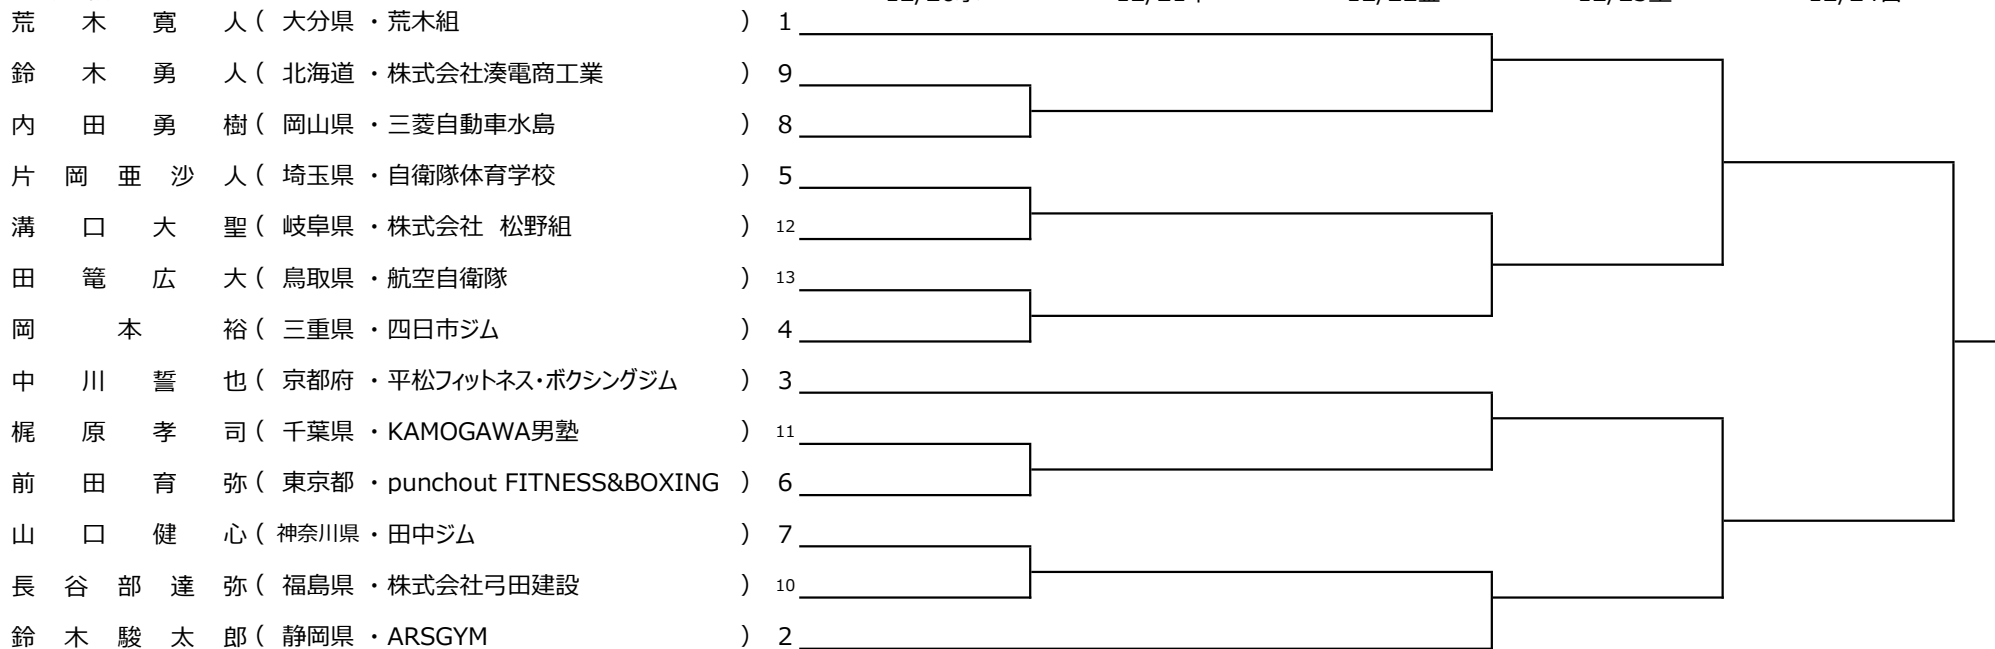 荒木寛人( 大分県 ・荒木組 ) 1
鈴木勇人( 北海道 ・株式会社湊電商工業 ) 9
内田勇樹( 岡山県 ・三菱自動車水島 ) 8
片岡亜沙人( 埼玉県 ・自衛隊体育学校 ) 5
溝口大聖( 岐阜県 ・株式会社 松野組 ) 12
田篭広大( 鳥取県 ・航空自衛隊 ) 13
岡本裕( 三重県 ・四日市ジム ) 4
中川誓也( 京都府 ・平松フィットネス・ボクシングジム ) 3
梶原孝司( 千葉県 ・KAMOGAWA男塾 ) 11
前田育弥( 東京都 ・punchout FITNESS&BOXING ) 6
山口健心( 神奈川県・田中ジム ) 7
長谷部達弥( 福島県 ・株式会社弓田建設 ) 10
鈴木駿太郎( 静岡県 ・ARSGYM ) 2